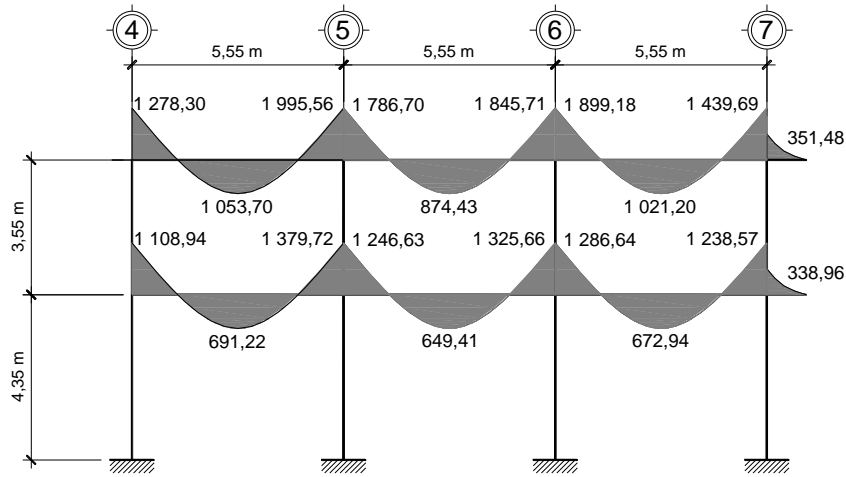 4 5 6 7
5,55 m 5,55 m 5,55 m
1 278,30 1 995,56 1 786,70 1 845,71 1 899,18 1 439,69
351,48
1 053,70 874,43 1 021,20
3,55 m
1 108,94 1 379,72 1 246,63 1 325,66 1 286,64 1 238,57
338,96
691,22 649,41 672,94
4,35 m